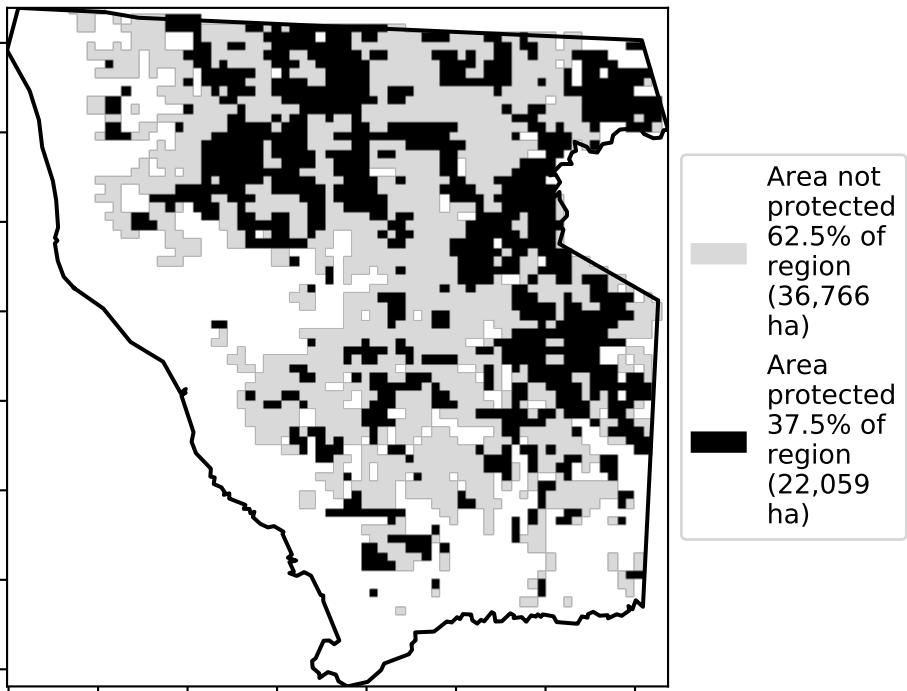 Area not
protected
62.5% of
region
(36,766
ha)
Area
protected
37.5% of
region
(22,059
ha)